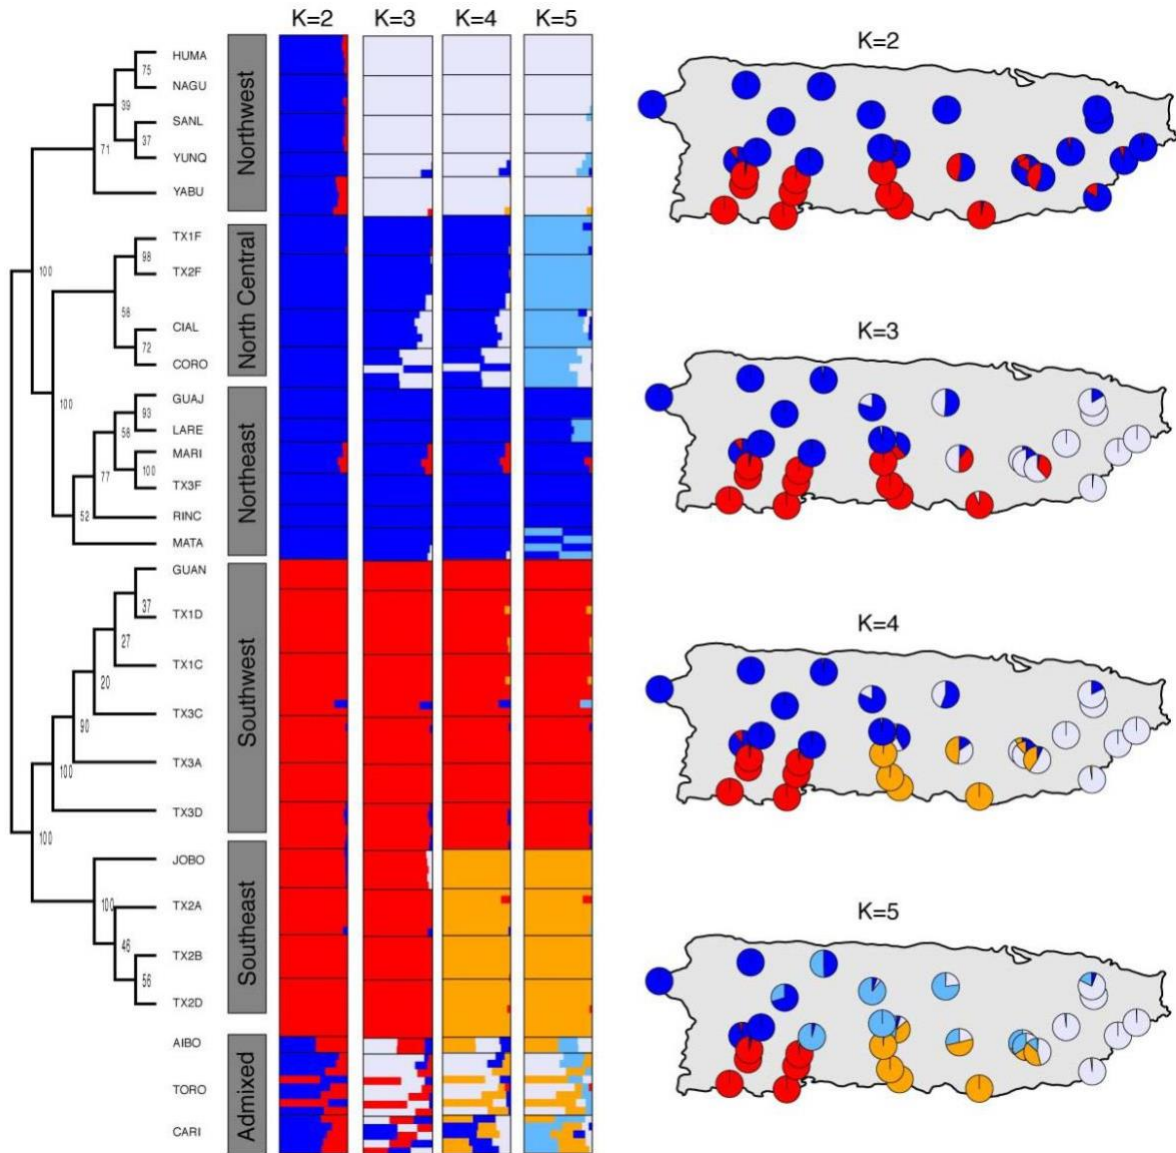 K=2 K=3 K=4 K=5
HUMA
NAGU
SANL
YUNQ
YABU
TX1F
TX2F
CIAL
CORO
GUAJ
LARE
MARI
TX3F
RINC
MATA
GUAN
TX1D
TX1C
TX3C
TX3A
TX3D
JOBO
TX2A
TX2B
TX2D
AIBO
TORO
CARI
75
39
37
71
98
58
72
100
100
93
58
100
77
52
37
27
20
90
100
100
100
46
56
Northwest
North Central
Northeast
Southwest
Southeast
Admixed
K=2
K=3
K=4
K=5